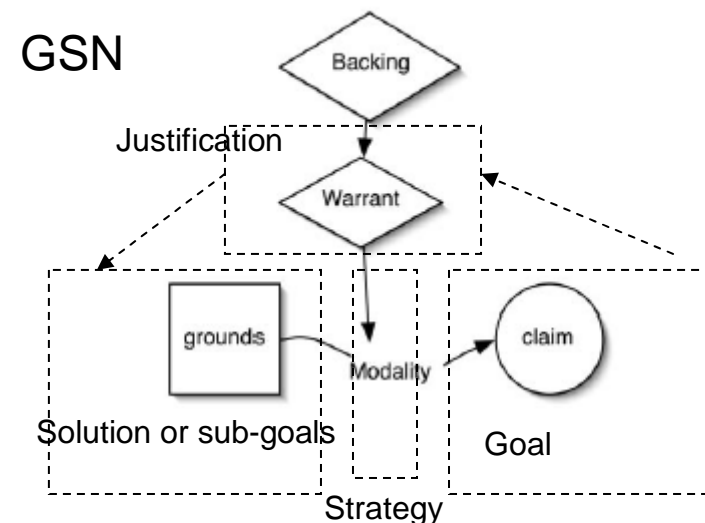 GSN
Backing
Justification
Warrant
grounds
Modality
claim
Solution or sub-goals
Goal
Strategy